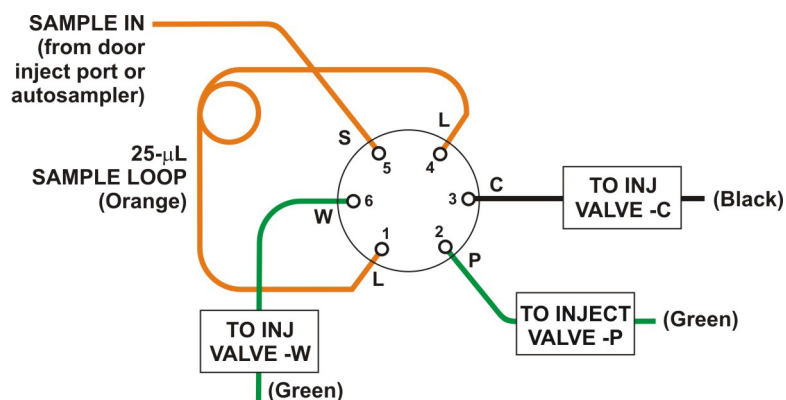 SAMPLE IN
(from door
inject port or
autosampler)
25-µL
SAMPLE LOOP
(Orange)
S
L
5
4
6
W
3
C
TO INJ
VALVE -C
(Black)
1
L
2
P
TO INJECT
VALVE -P
(Green)
TO INJ
VALVE -W
(Green)